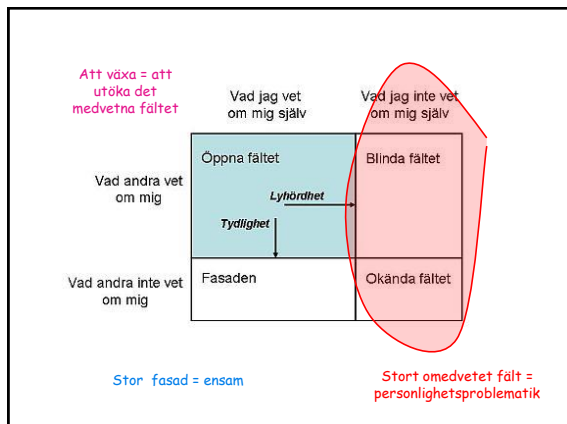 Att växa = att
utöka det
medvetna fältet
Vad jag vet
om mig själv
Vad jag inte vet
om mig själv
Vad andra vet
om mig
Öppna fältet
Blinda fältet
Lyhördhet
Tydlighet
Vad andra inte vet
om mig
Fasaden
Okända fältet
Stor fasad = ensam
Stort omedvetet fält =
personlighetsproblematik